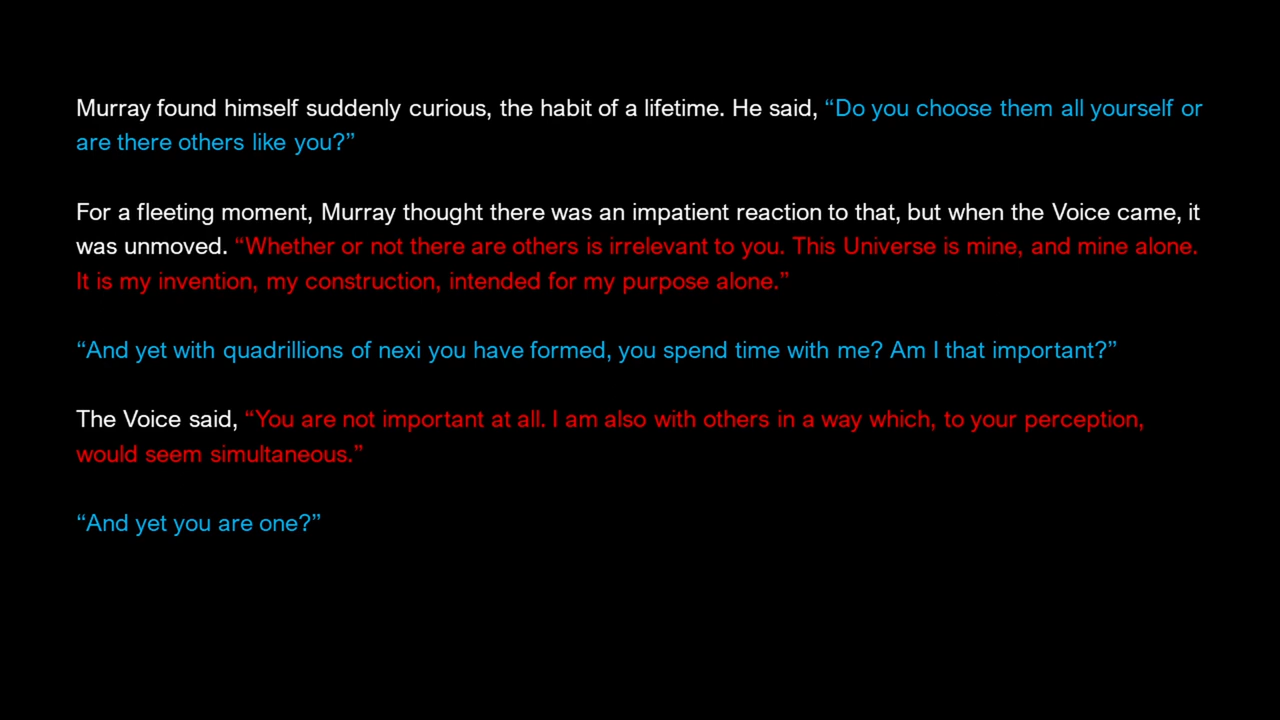 Murray found himself suddenly curious, the habit of a lifetime. He said, “Do you choose them all yourself or
are there others like you?”
For a fleeting moment, Murray thought there was an impatient reaction to that, but when the Voice came, it
was unmoved. “Whether or not there are others is irrelevant to you. This Universe is mine, and mine alone.
It is my invention, my construction, intended for my purpose alone.”
“And yet with quadrillions of nexi you have formed, you spend time with me? Am I that important?”
The Voice said, “You are not important at all. I am also with others in a way which, to your perception,
would seem simultaneous.”
“And yet you are one?”